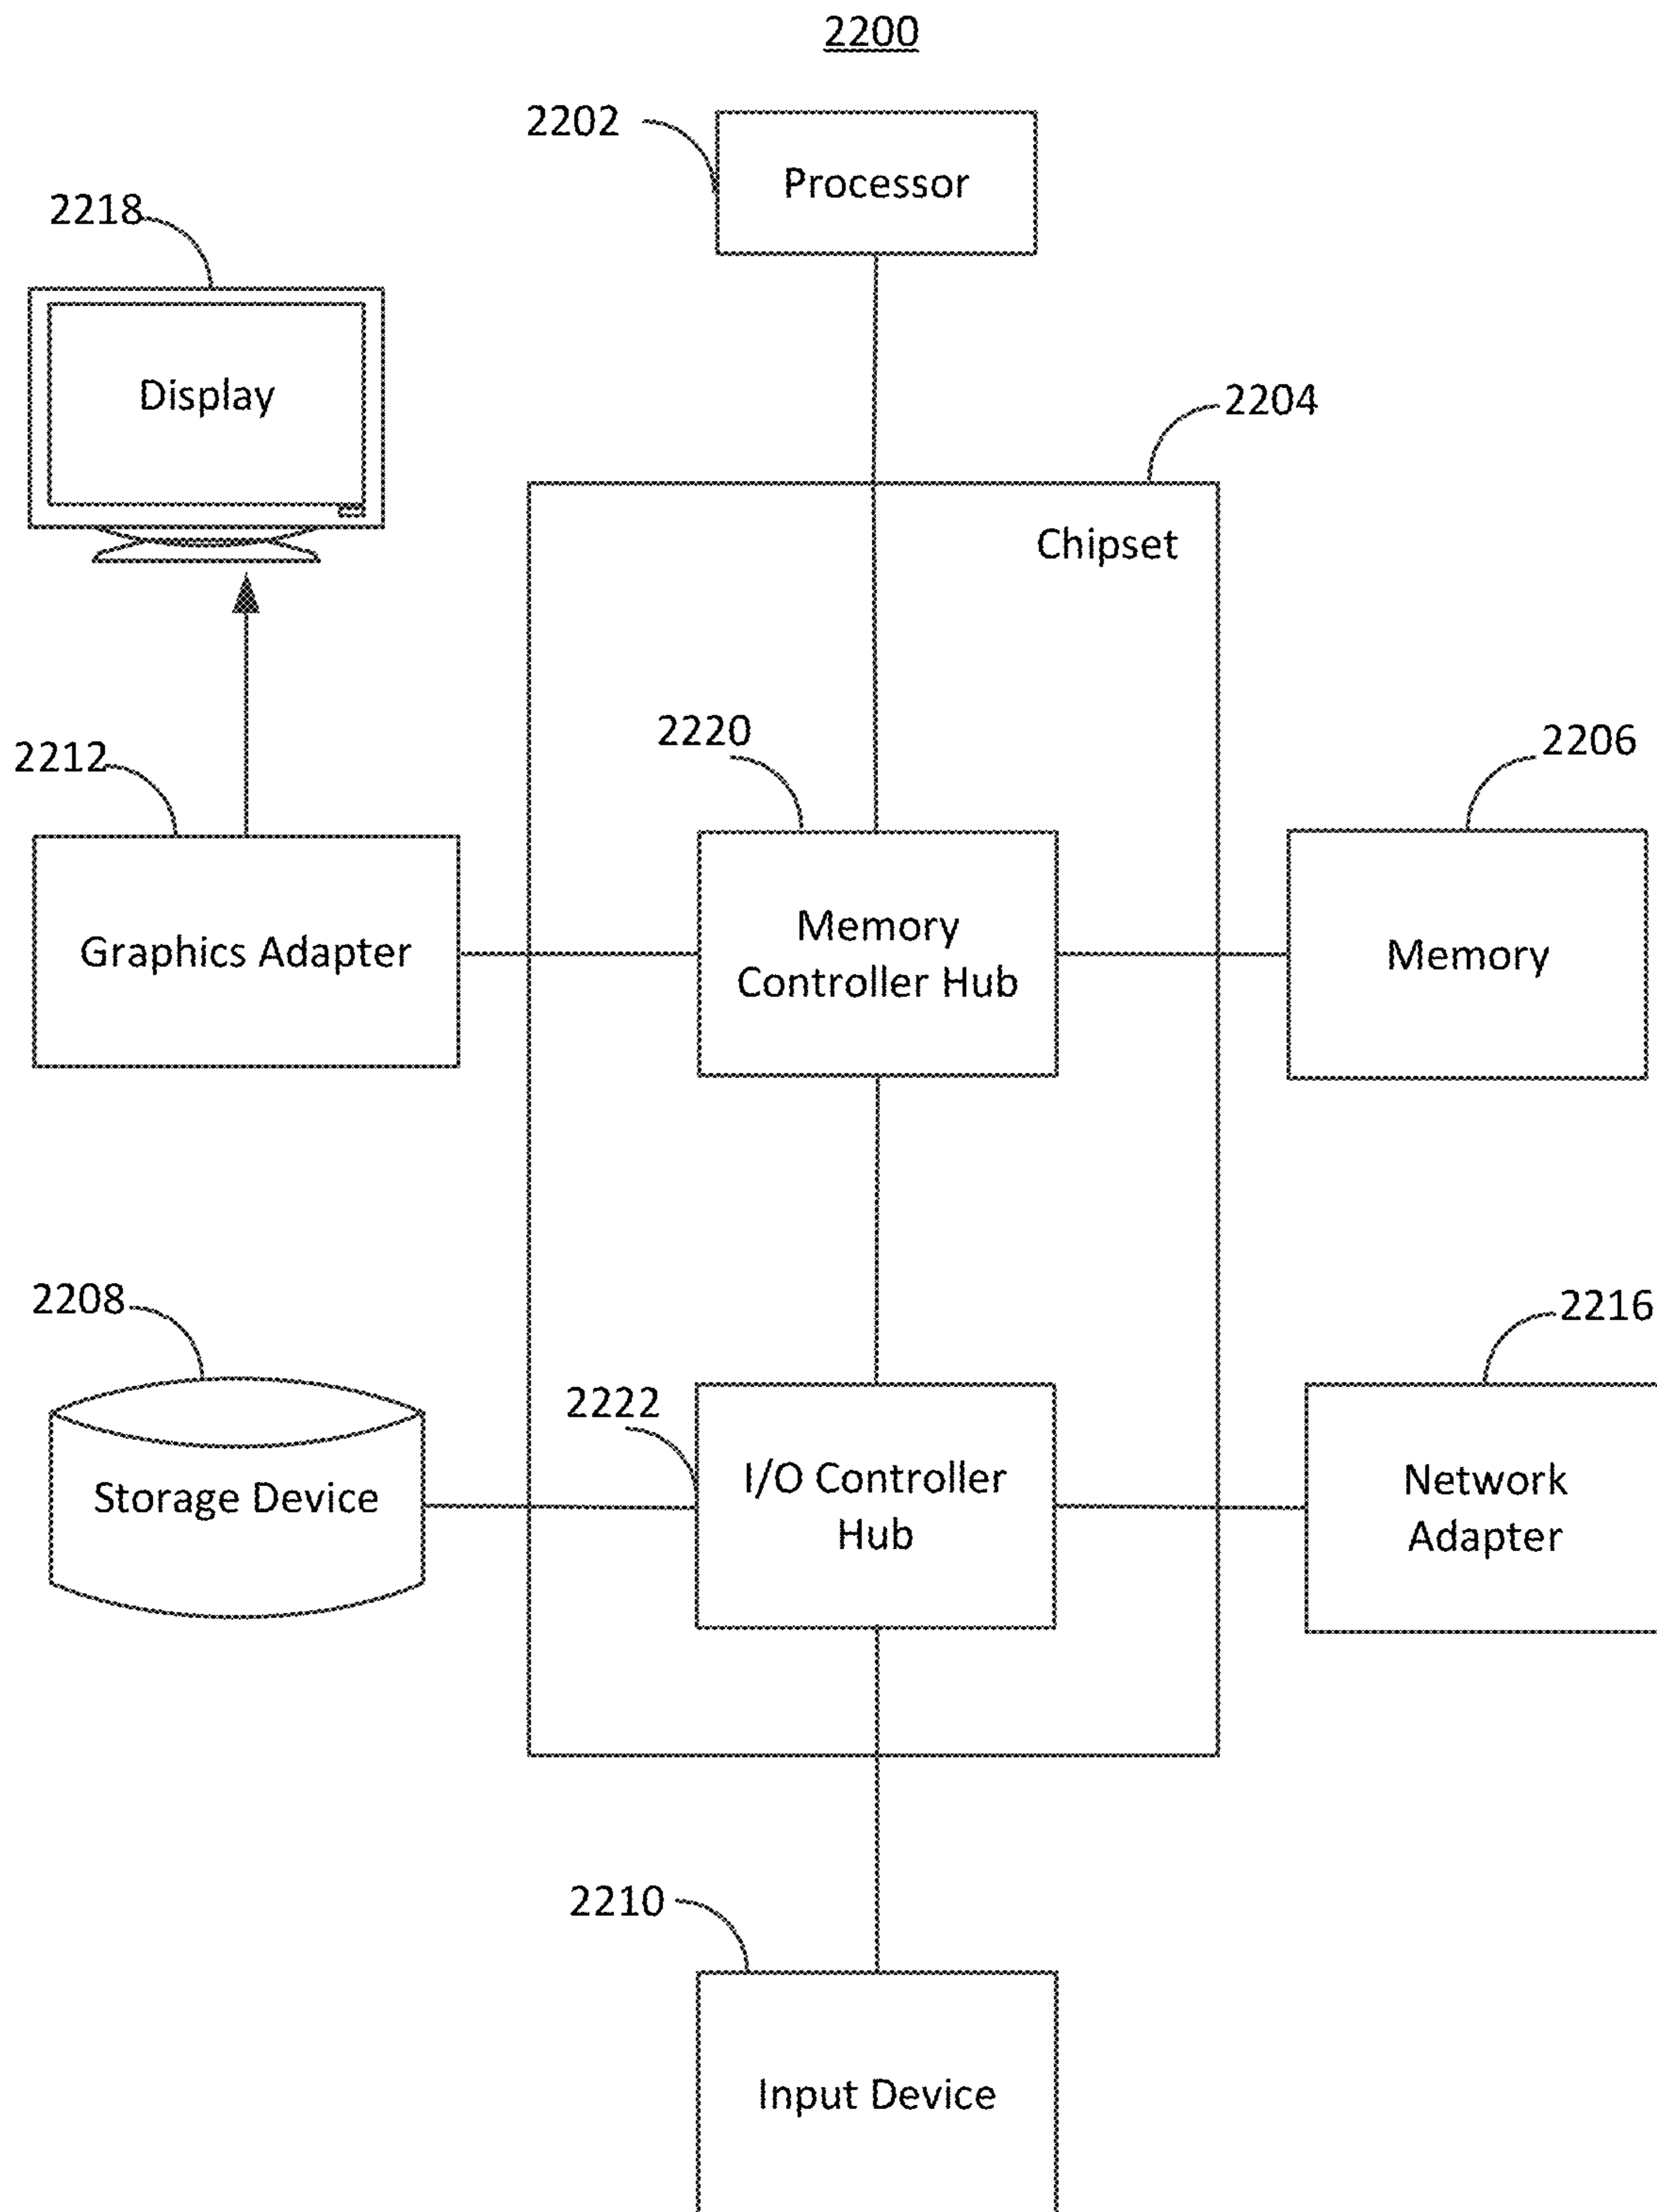 2200
2202
Processor
2218
Display
2204
Chipset
2220
2206
2212
Memory
Controller Hub
Graphics Adapter
Memory
2208
2216
2222
I/O Controller
Hub
Storage Device
Network
Adapter
2210
Input Device